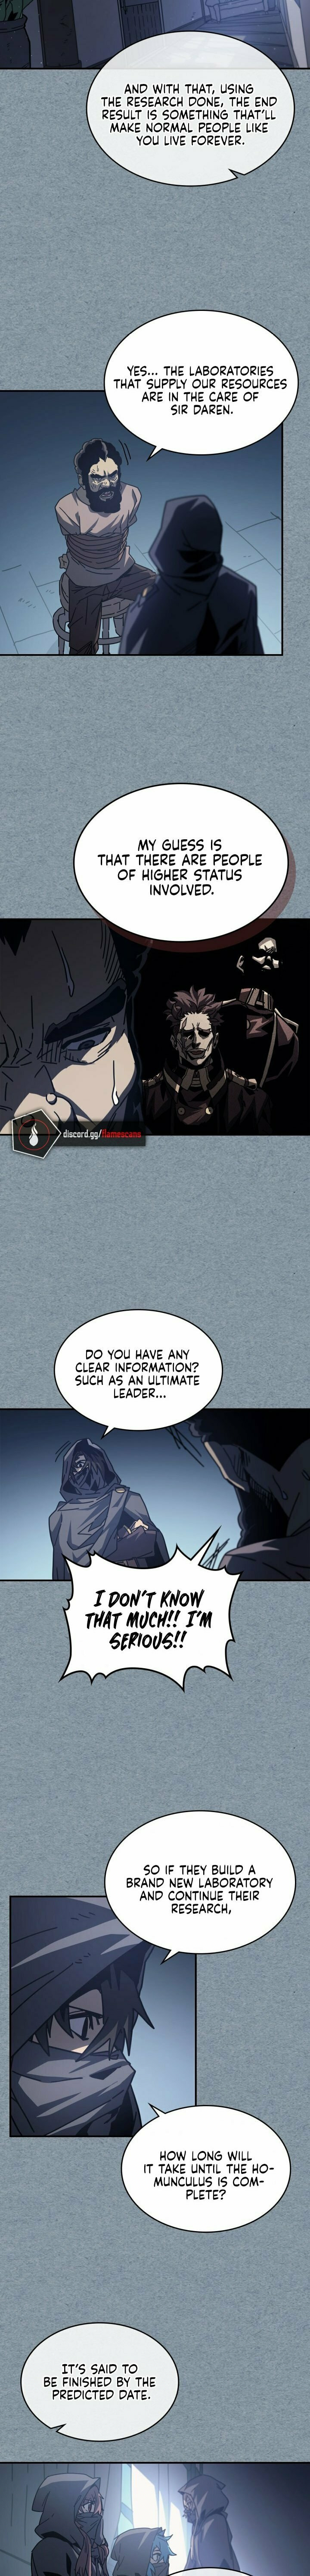 AND WITH THAT, USING
THE RESEARCH DONE, THE END
RESULT IS SOMETHING THAT'LL
MAKE NORMAL PEOPLE LIKE
YOU LIVE FOREVER.
YES... THE LABORATORIES
THAT SUPPLY OUR RESOURCES
ARE IN THE CARE OF
SIR DAREN.
MY GUESS IS
THAT THERE ARE PEOPLE
OF HIGHER STATUS
INVOLVED.
discord.gg/flamescans
DO YOU HAVE ANY
CLEAR INFORMATION?
SUCH AS AN ULTIMATE
LEADER...
I DON'T KNOW
THAT MUCH!! I'M
SERIOUS!!
SO IF THEY BUILD A
BRAND NEW LABORATORY
AND CONTINUE THEIR
RESEARCH,
HOW LONG WILL
IT TAKE UNTIL THE HO-
MUNCULUS IS COM-
PLETE?
IT'S SAID TO
BE FINISHED BY THE
PREDICTED DATE.